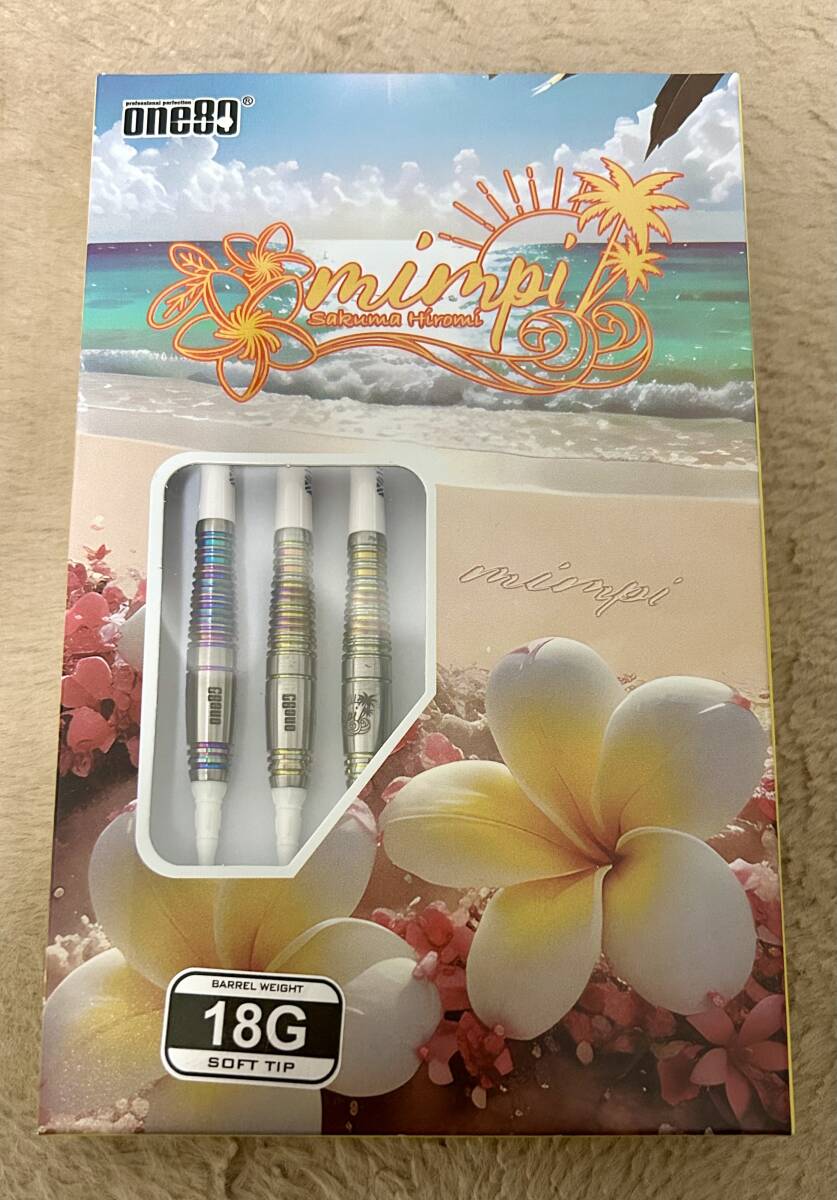 professional perfection
one80®
mimpi
Sakuma Hiromi
mimpi
BARREL WEIGHT
18G
SOFT TIP